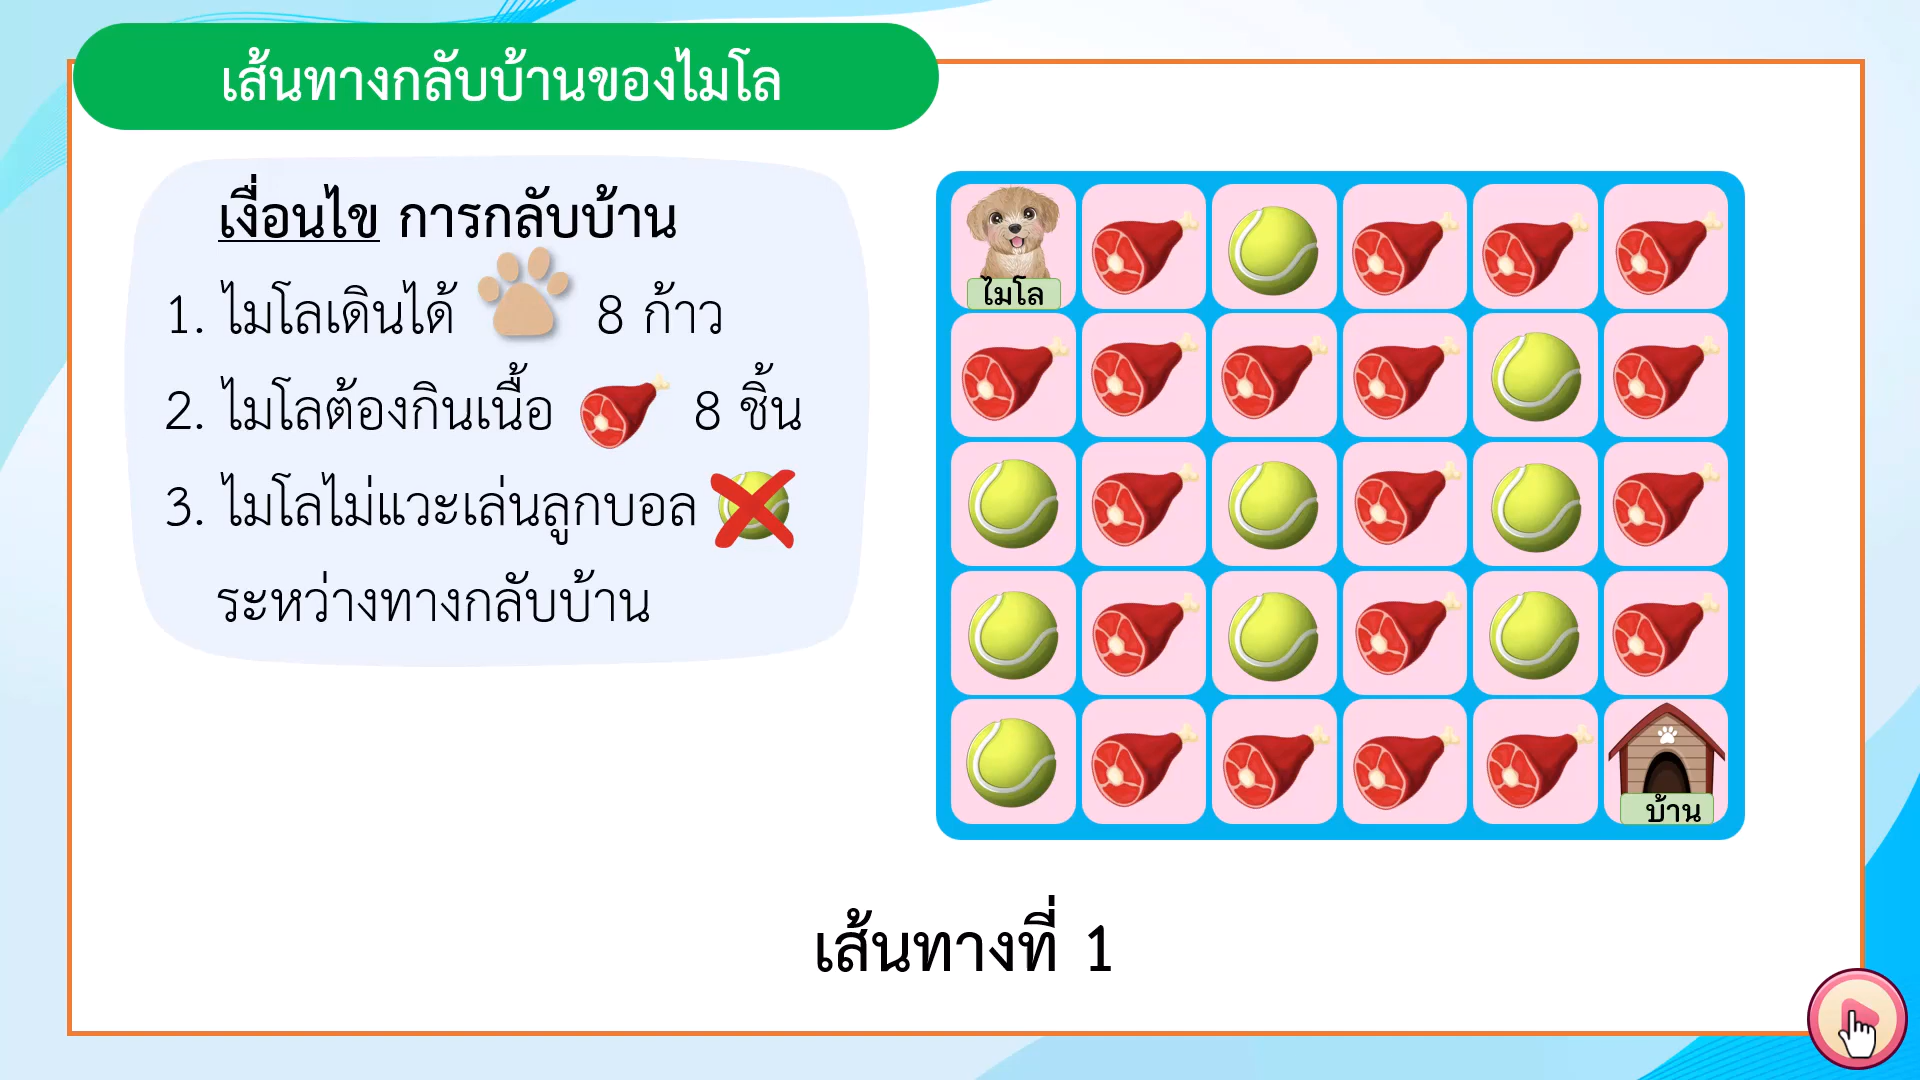 เส้นทางกลับบ้านของไมโล
เงื่อนไข การกลับบ้าน
1. ไมโลเดินได้ 8 ก้าว
2. ไมโลต้องกินเนื้อ 8 ชิ้น
3. ไมโลไม่แวะเล่นลูกบอล
ระหว่างทางกลับบ้าน
ไมโล
บ้าน
เส้นทางที่ 1